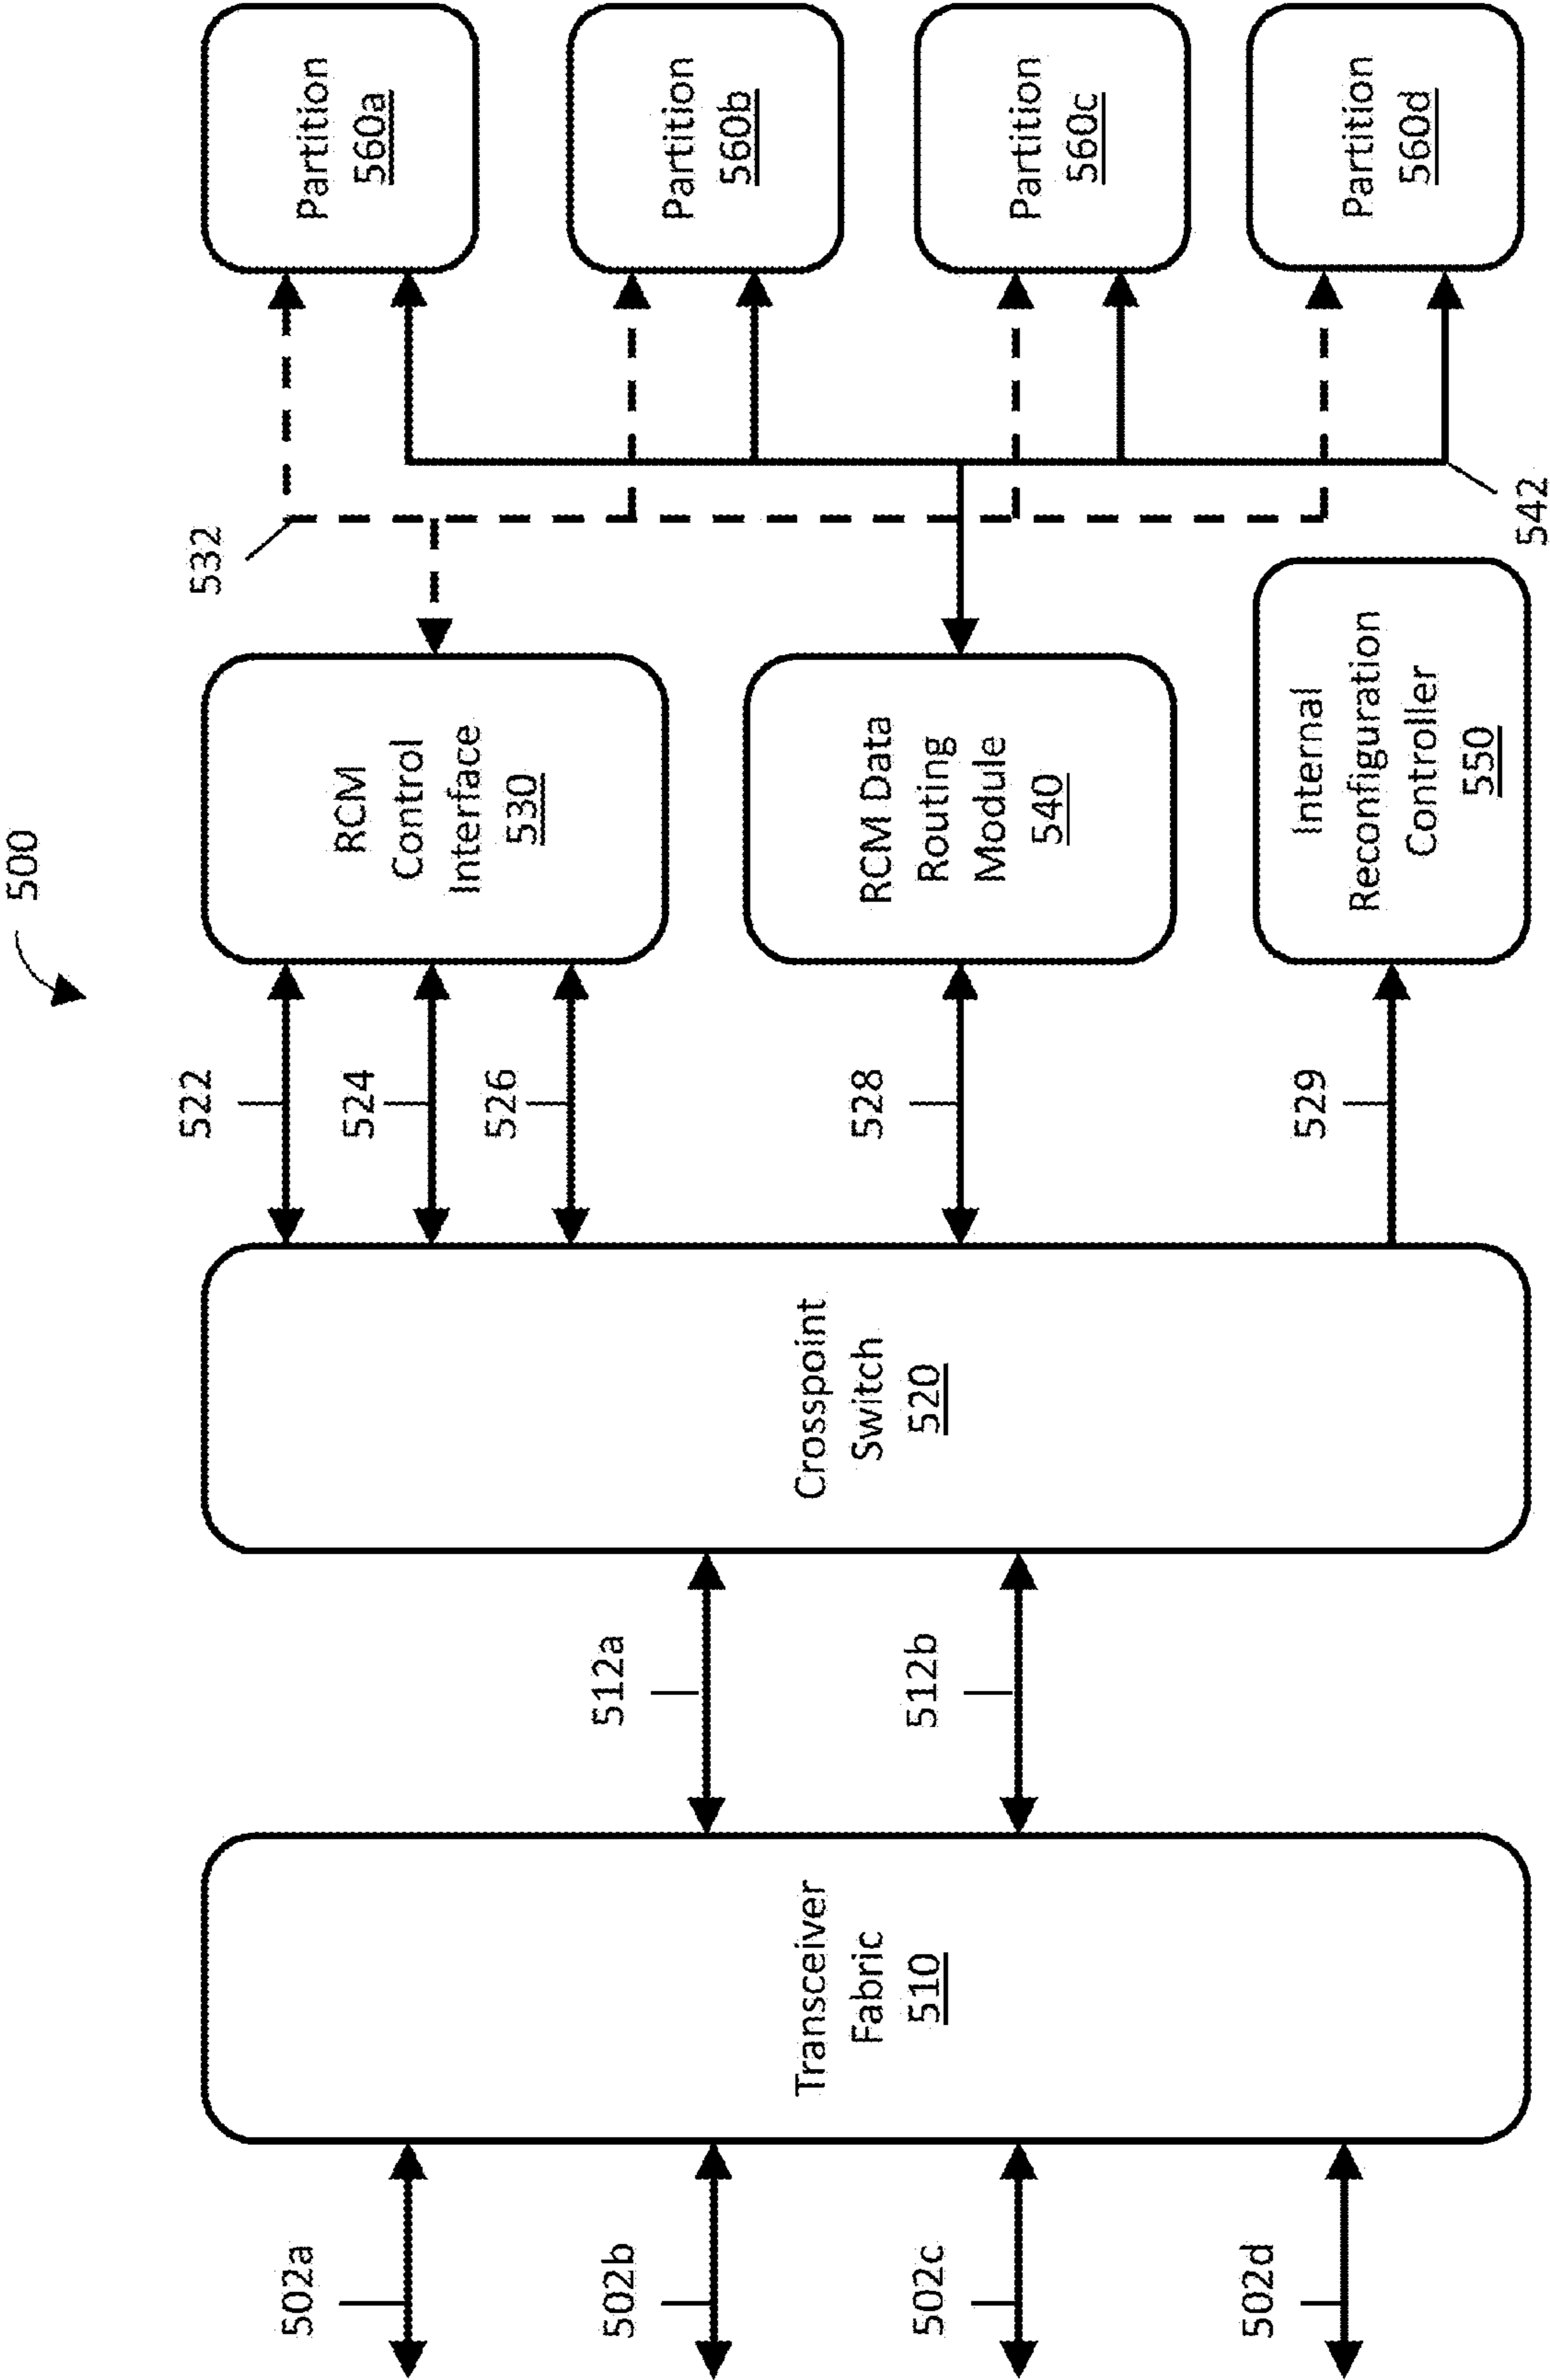 500
502a
502b
502c
502d
Transceiver
Fabric
510
512a
512b
Crosspoint
Switch
520
522
524
526
528
529
RCM
Control
Interface
530
RCM Data
Routing
Module
540
Internal
Reconfiguration
Controller
550
532
542
Partition
560a
Partition
560b
Partition
560c
Partition
560d